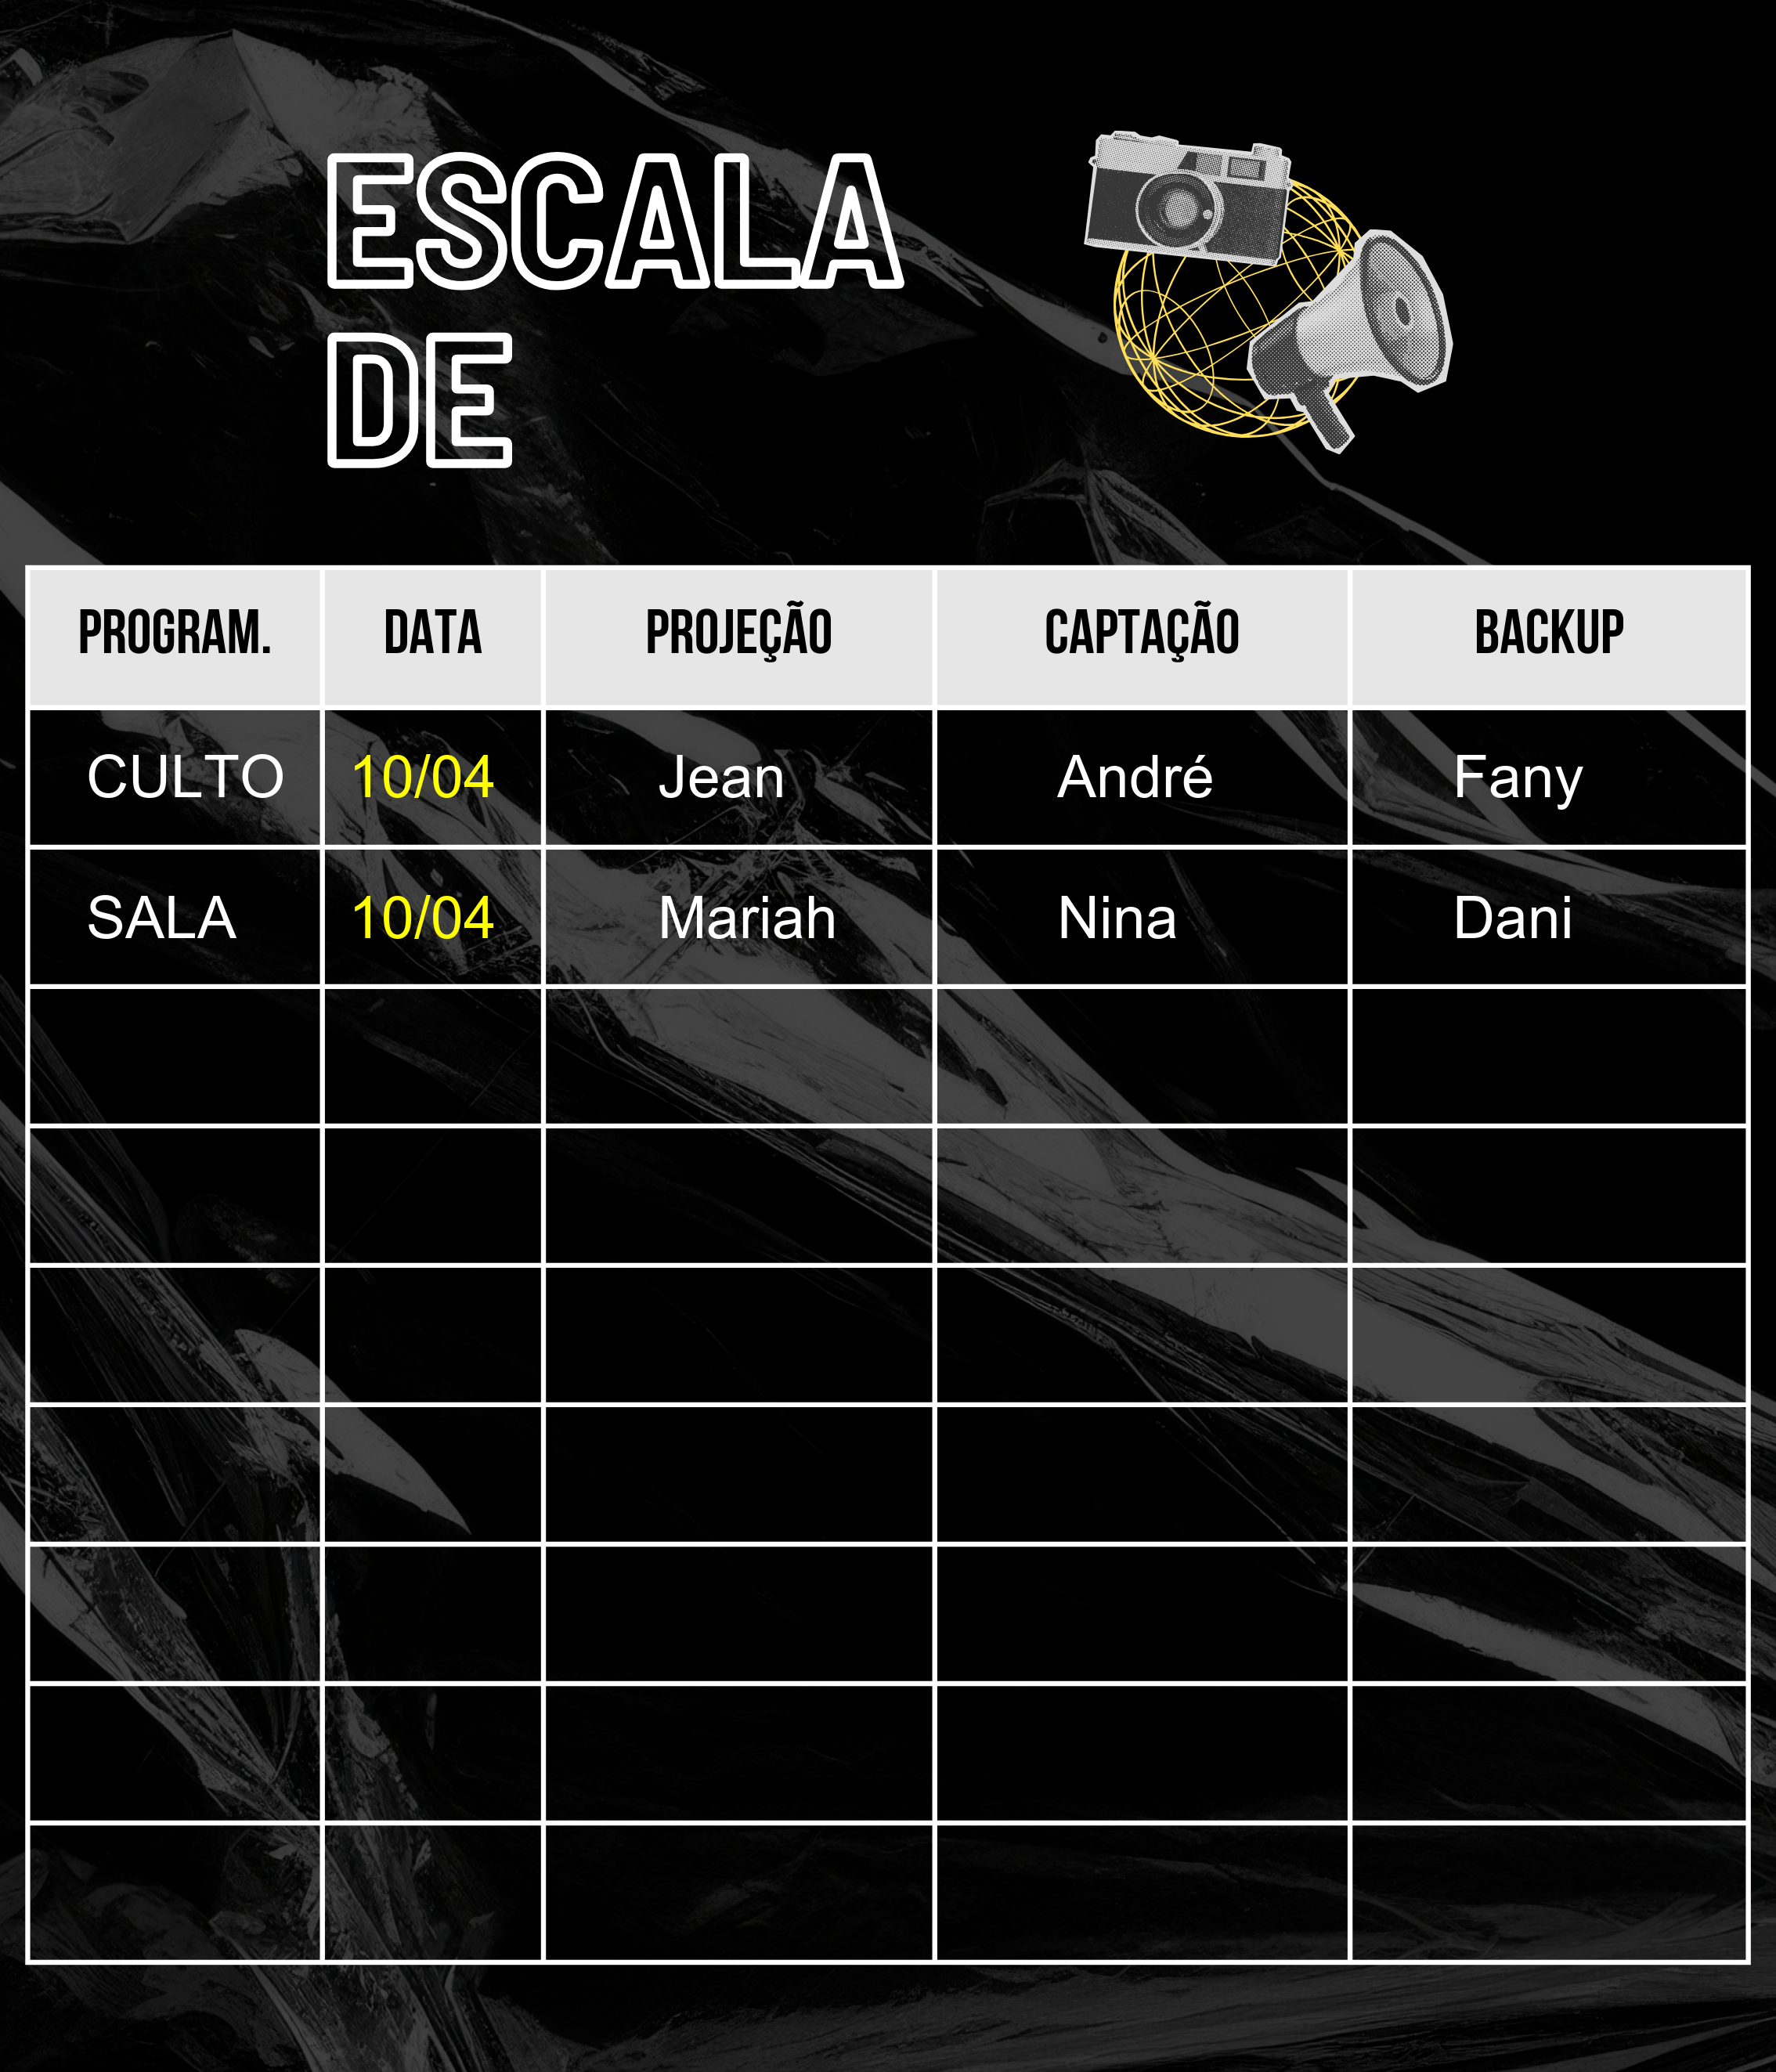 ESCALA
DE
PROGRAM. DATA PROJEÇÃO CAPTAÇÃO BACKUP
CULTO 10/04 Jean André Fany
SALA 10/04 Mariah Nina Dani